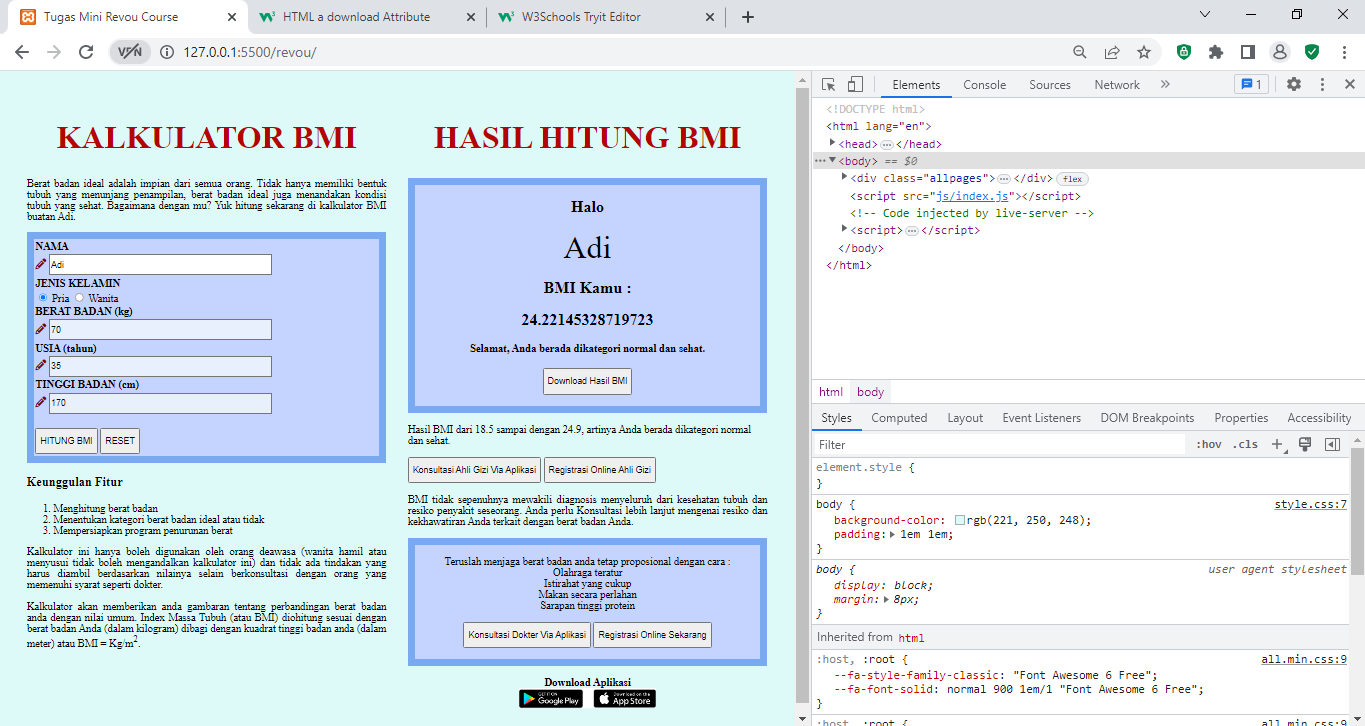 Tugas Mini Revou Course
HTML a download Attribute
W3Schools Tryit Editor
VPN
127.0.0.1:5500/revou/
KALKULATOR BMI
Berat badan ideal adalah impian dari semua orang. Tidak hanya memiliki bentuk
tubuh yang menunjang penampilan, berat badan ideal juga menandakan kondisi
tubuh yang sehat. Bagaimana dengan mu? Yuk hitung sekarang di kalkulator BMI
buatan Adi.
NAMA
Adi
JENIS KELAMIN
Pria Wanita
BERAT BADAN (kg)
70
USIA (tahun)
35
TINGGI BADAN (cm)
170
HITUNG BMI RESET
Keunggulan Fitur
1. Menghitung berat badan
2. Menentukan kategori berat badan ideal atau tidak
3. Mempersiapkan program penurunan berat
Kalkulator ini hanya boleh digunakan oleh orang deawasa (wanita hamil atau
menyusui tidak boleh mengandalkan kalkulator ini) dan tidak ada tindakan yang
harus diambil berdasarkan nilainya selain berkonsultasi dengan orang yang
memenuhi syarat seperti dokter.
Kalkulator akan memberikan anda gambaran tentang perbandingan berat badan
anda dengan nilai umum. Index Massa Tubuh (atau BMI) diohitung sesuai dengan
berat badan Anda (dalam kilogram) dibagi dengan kuadrat tinggi badan anda (dalam
meter) atau BMI = Kg/m2.
HASIL HITUNG BMI
Halo
Adi
BMI Kamu :
24.22145328719723
Selamat, Anda berada dikategori normal dan sehat.
Download Hasil BMI
Hasil BMI dari 18.5 sampai dengan 24.9, artinya Anda berada dikategori normal
dan sehat.
Konsultasi Ahli Gizi Via Aplikasi Registrasi Online Ahli Gizi
BMI tidak sepenuhnya mewakili diagnosis menyeluruh dari kesehatan tubuh dan
resiko penyakit seseorang. Anda perlu Konsultasi lebih lanjut mengenai resiko dan
kekhawatiran Anda terkait dengan berat badan Anda.
Teruslah menjaga berat badan anda tetap proposional dengan cara :
Olahraga teratur
Istirahat yang cukup
Makan secara perlahan
Sarapan tinggi protein
Konsultasi Dokter Via Aplikasi Registrasi Online Sekarang
Download Aplikasi
GET IT ON
Google Play
Download on the
App Store
Elements Console Sources Network » 1
<!DOCTYPE html>
<html lang="en">
<head>…</head>
<body> == $0
<div class="allpages">…</div> flex
<script src="js/index.js"></script>
<!-- Code injected by live-server -->
<script>…</script>
</body>
</html>
html body
Styles Computed Layout Event Listeners DOM Breakpoints Properties Accessibility
Filter :hov .cls
element.style {
}
body { style.css:7
background-color: rgb(221, 250, 248);
padding: 1em 1em;
}
body { user agent stylesheet
display: block;
margin: 8px;
}
Inherited from html
:host, :root { all.min.css:9
--fa-style-family-classic: "Font Awesome 6 Free";
--fa-font-solid: normal 900 1em/1 "Font Awesome 6 Free";
}
:host, :root { all.min.css:9